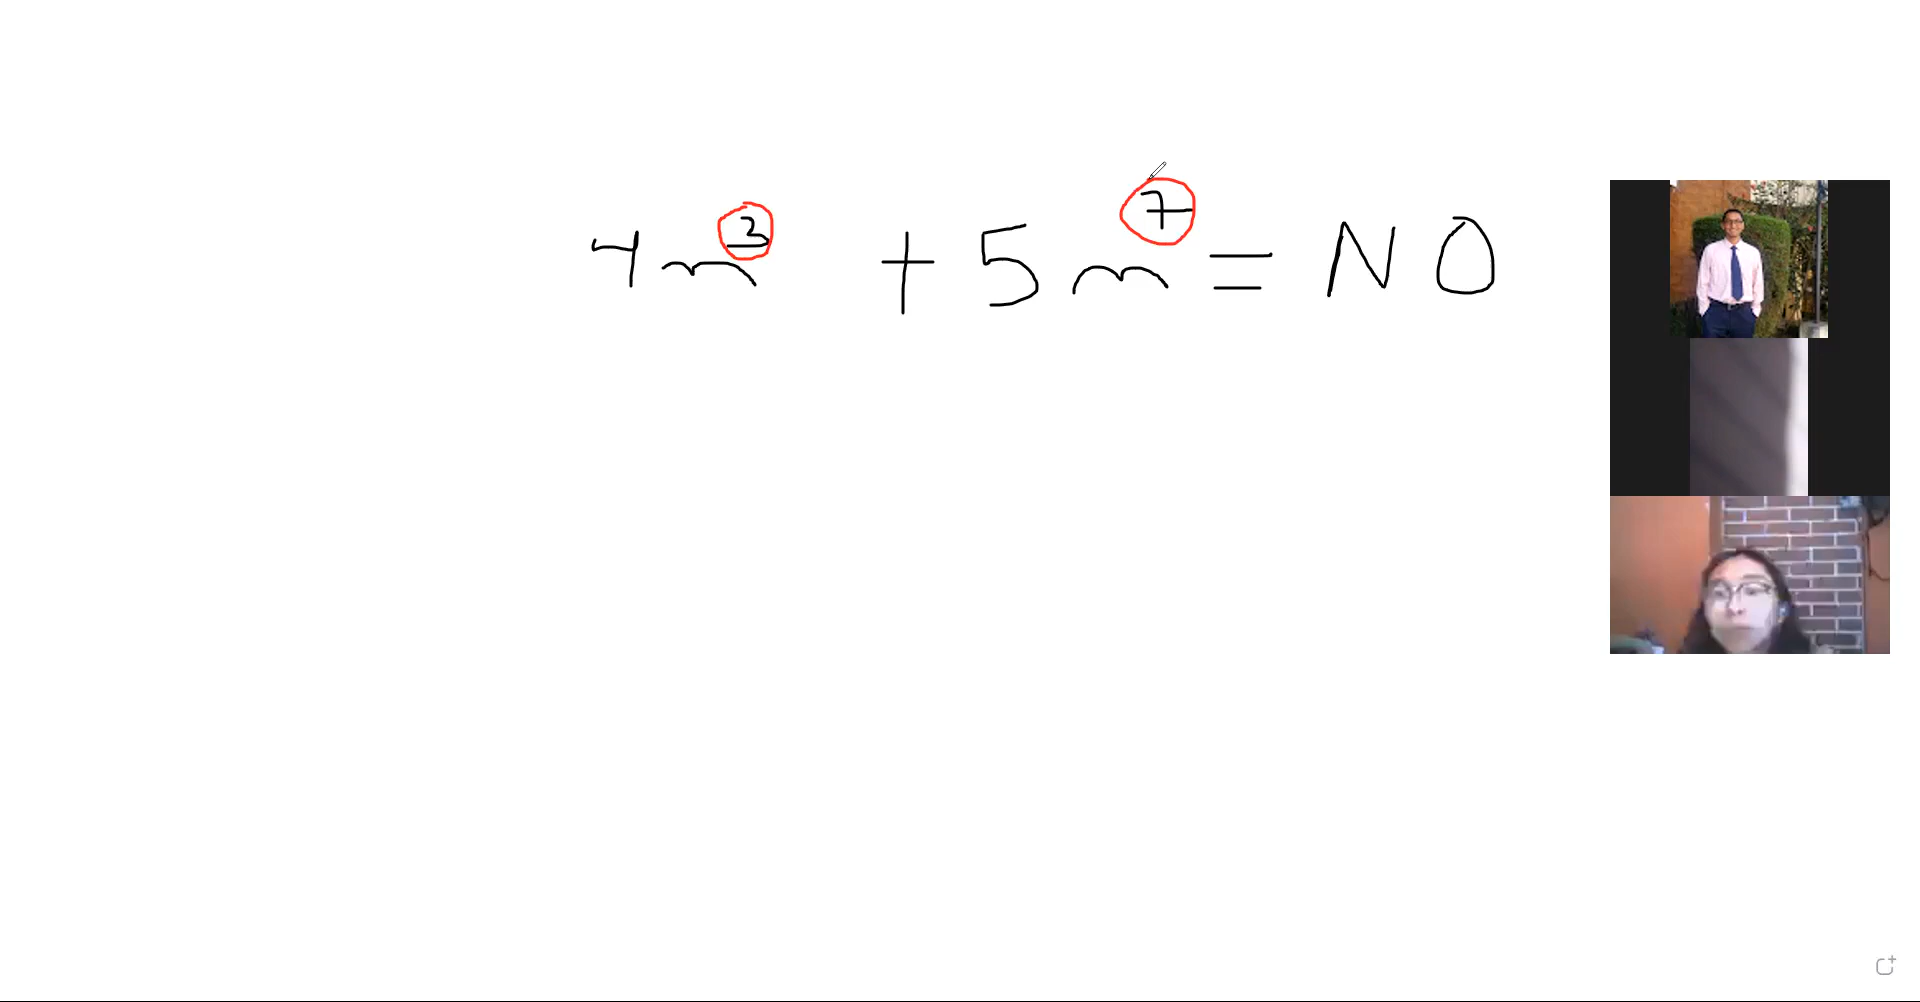 4m³ + 5m⁷ = NO